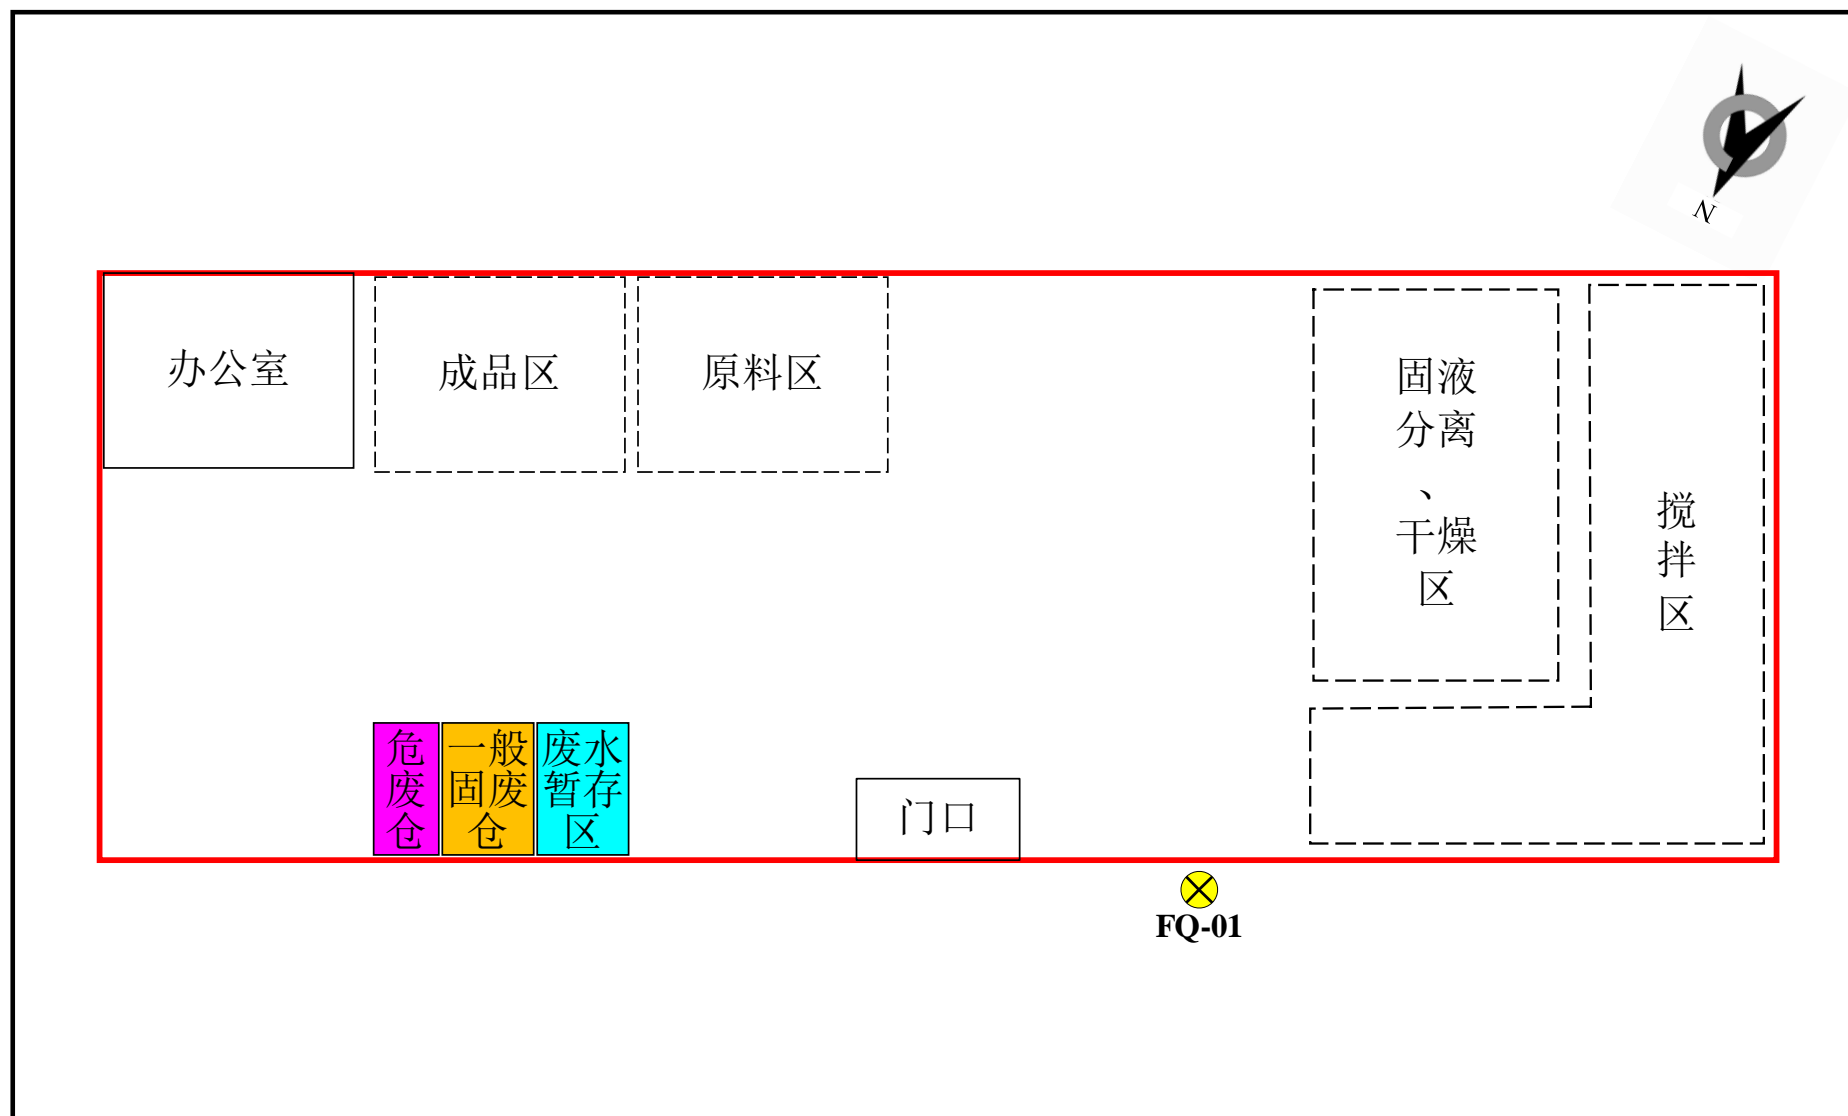 N
办公室
成品区
原料区
固液
分离
、
干燥
区
搅
拌
区
危
废
仓
一般
固废
仓
废水
暂存
区
门口
FQ-01